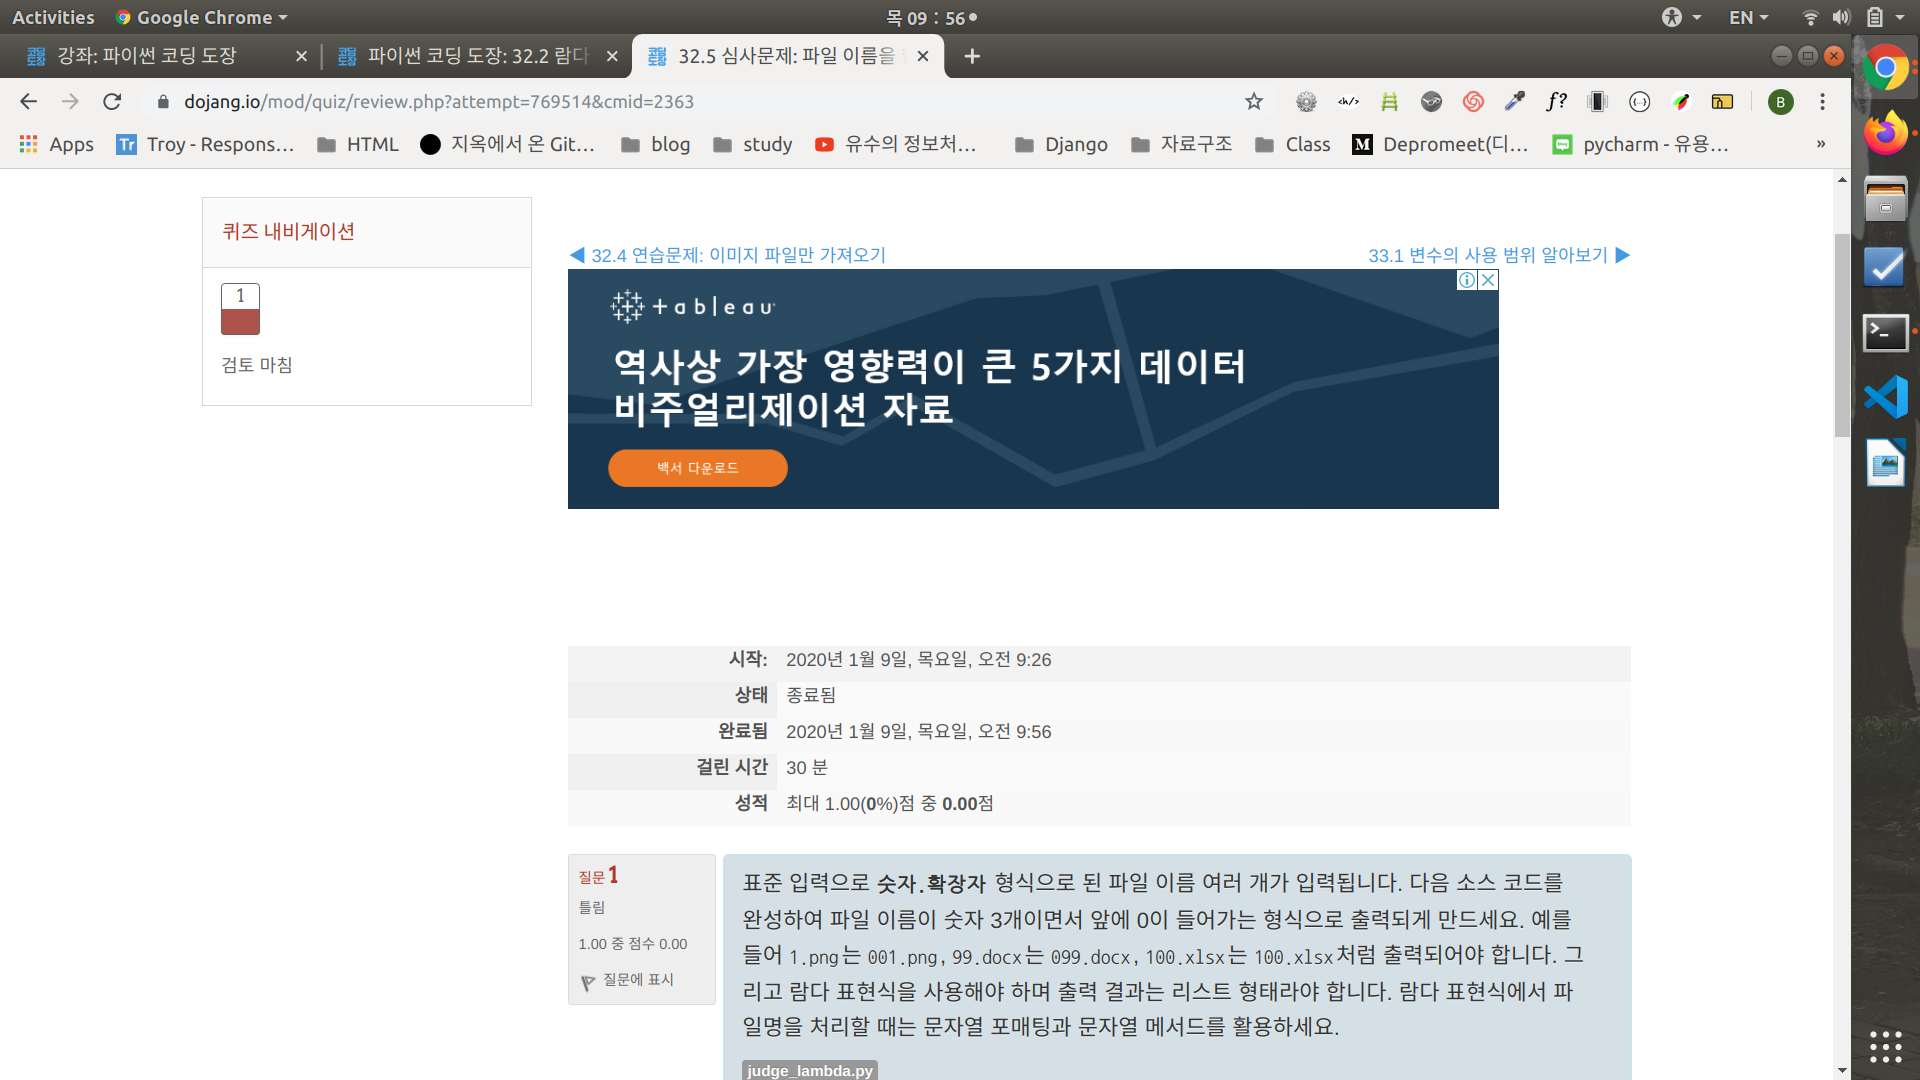 Activities
Google Chrome
목 09 : 56
EN
강좌: 파이썬 코딩 도장
파이썬 코딩 도장: 32.2 람다
32.5 심사문제: 파일 이름을
dojang.io/mod/quiz/review.php?attempt=769514&cmid=2363
</h>
f?
{...}
B
Apps
Tr
Troy - Respons...
HTML
지옥에서 온 Git...
blog
study
유수의 정보처...
Django
자료구조
Class
M
Depromeet(디...
pycharm - 유용...
»
퀴즈 내비게이션
1
검토 마침
◀ 32.4 연습문제: 이미지 파일만 가져오기
33.1 변수의 사용 범위 알아보기 ▶
+ableau
역사상 가장 영향력이 큰 5가지 데이터
비주얼리제이션 자료
백서 다운로드
시작: 2020년 1월 9일, 목요일, 오전 9:26
상태 종료됨
완료됨 2020년 1월 9일, 목요일, 오전 9:56
걸린 시간 30 분
성적 최대 1.00(0%)점 중 0.00점
질문 1
틀림
1.00 중 점수 0.00
질문에 표시
표준 입력으로 숫자.확장자 형식으로 된 파일 이름 여러 개가 입력됩니다. 다음 소스 코드를
완성하여 파일 이름이 숫자 3개이면서 앞에 0이 들어가는 형식으로 출력되게 만드세요. 예를
들어 1.png는 001.png, 99.docx는 099.docx, 100.xlsx는 100.xlsx처럼 출력되어야 합니다. 그
리고 람다 표현식을 사용해야 하며 출력 결과는 리스트 형태라야 합니다. 람다 표현식에서 파
일명을 처리할 때는 문자열 포매팅과 문자열 메서드를 활용하세요.
judge_lambda.py